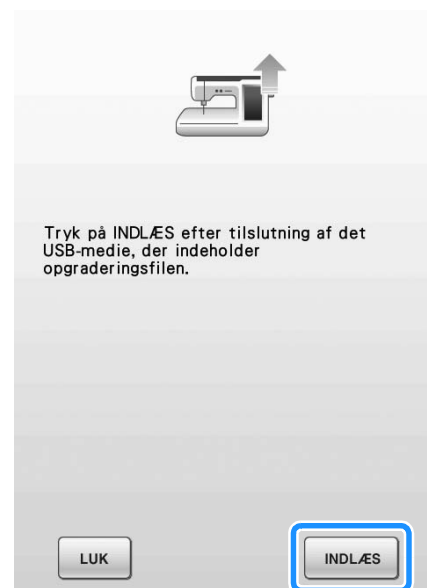 Tryk på INDLÆS efter tilslutning af det
USB-medie, der indeholder
opgraderingsfilen.
LUK
INDLÆS